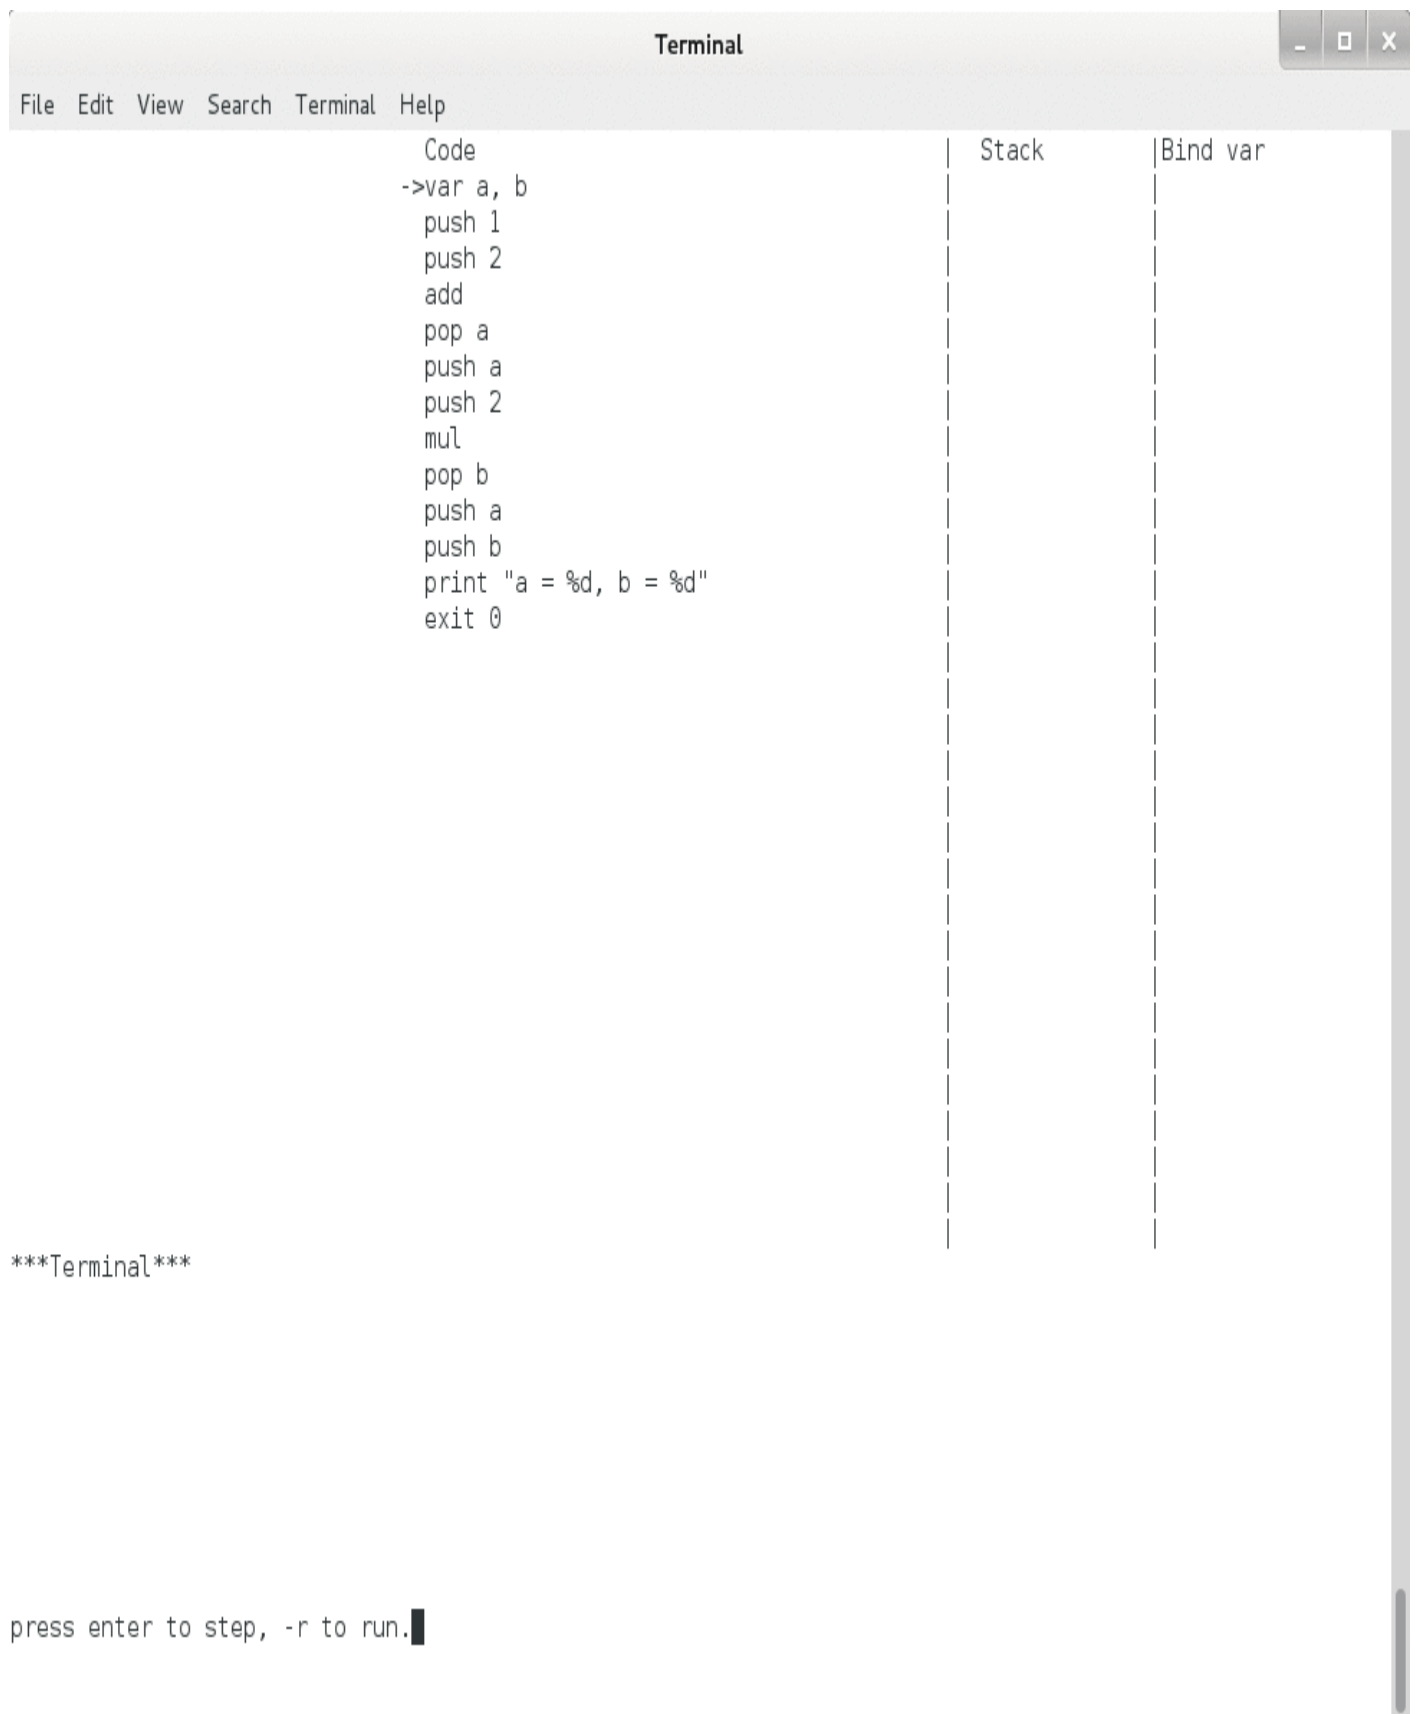 Terminal
File Edit View Search Terminal Help
Code | Stack |Bind var
->var a, b | |
push 1 | |
push 2 | |
add | |
pop a | |
push a | |
push 2 | |
mul | |
pop b | |
push a | |
push b | |
print "a = %d, b = %d" | |
exit 0 | |
***Terminal***
press enter to step, -r to run.